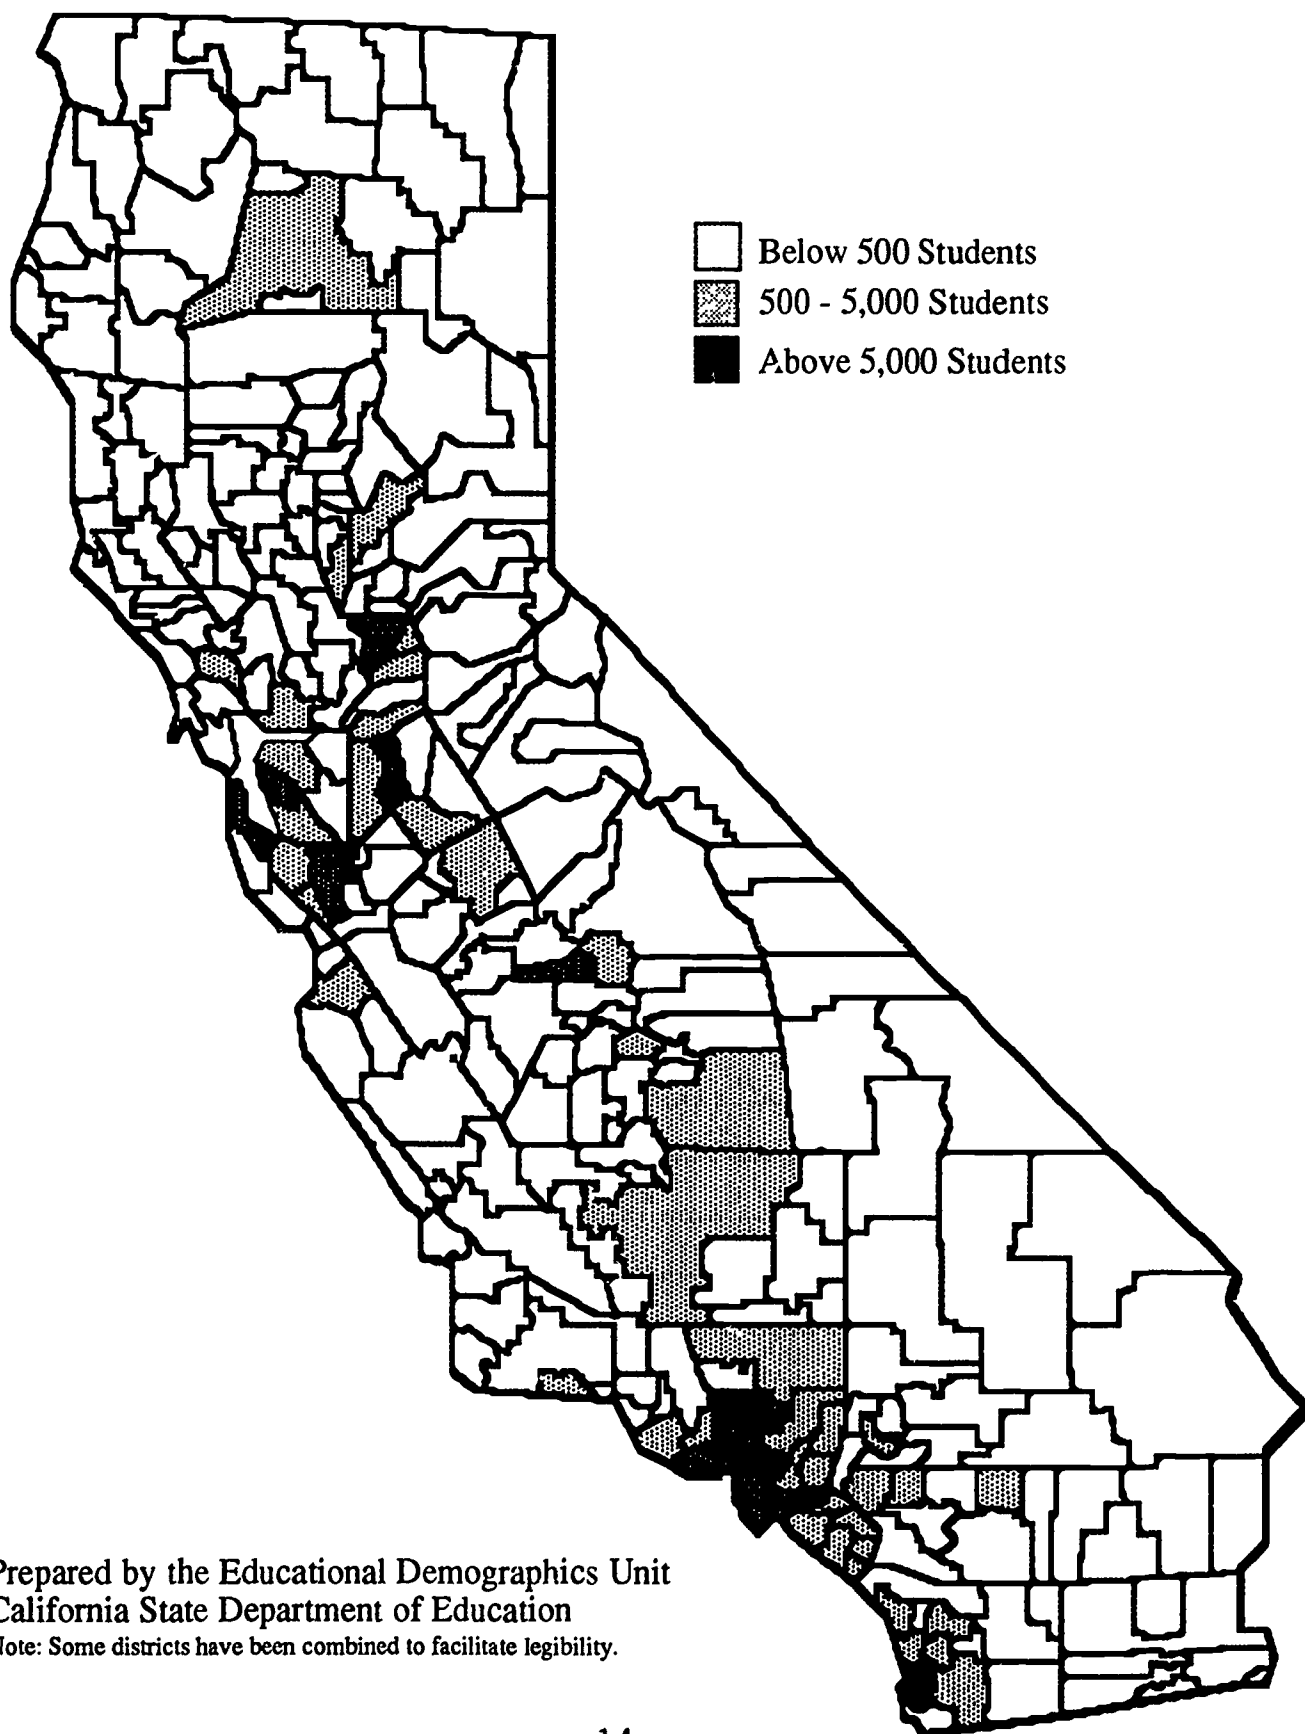 Below 500 Students
500 - 5,000 Students
Above 5,000 Students
Prepared by the Educational Demographics Unit
California State Department of Education
Note: Some districts have been combined to facilitate legibility.
14